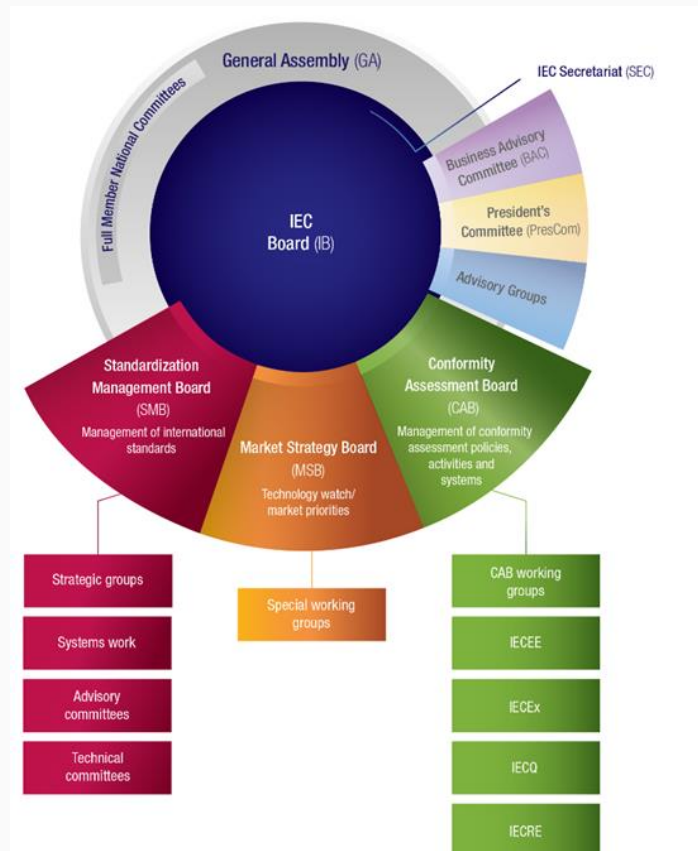 General Assembly (GA)
IEC Secretariat (SEC)
Full Member National Committees
Business Advisory
Committee (BAC)
President's
Committee (PresCom)
Advisory Groups
IEC
Board (IB)
Standardization
Management Board
(SMB)
Management of international
standards
Market Strategy Board
(MSB)
Technology watch/
market priorities
Conformity
Assessment Board
(CAB)
Management of conformity
assessment policies,
activities and
systems
Strategic groups
Systems work
Advisory
committees
Technical
committees
Special working
groups
CAB working
groups
IECEE
IECEx
IECQ
IECRE